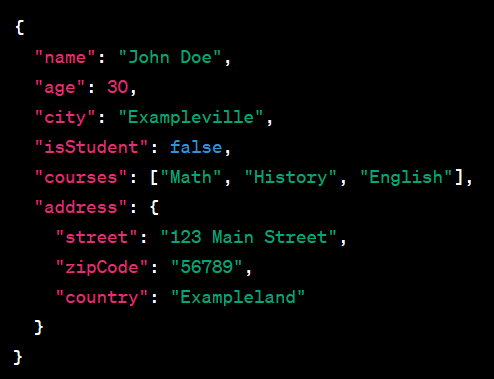 {
  "name": "John Doe",
  "age": 30,
  "city": "Exampleville",
  "isStudent": false,
  "courses": ["Math", "History", "English"],
  "address": {
    "street": "123 Main Street",
    "zipCode": "56789",
    "country": "Exampleland"
  }
}